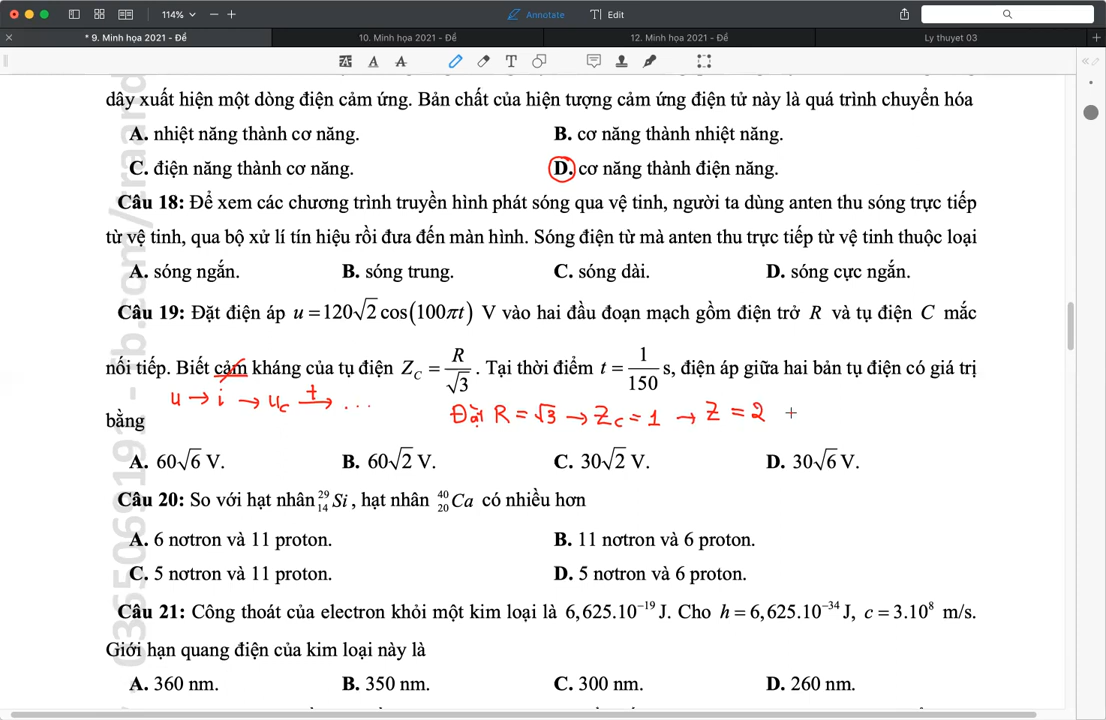 114%
Annotate
Edit
* 9. Minh họa 2021 - Đề
10. Minh họa 2021 - Đề
12. Minh họa 2021 - Đề
Ly thuyet 03
dây xuất hiện một dòng điện cảm ứng. Bản chất của hiện tượng cảm ứng điện tử này là quá trình chuyển hóa
A. nhiệt năng thành cơ năng. B. cơ năng thành nhiệt năng.
C. điện năng thành cơ năng. D. cơ năng thành điện năng.
Câu 18: Để xem các chương trình truyền hình phát sóng qua vệ tinh, người ta dùng anten thu sóng trực tiếp
từ vệ tinh, qua bộ xử lí tín hiệu rồi đưa đến màn hình. Sóng điện từ mà anten thu trực tiếp từ vệ tinh thuộc loại
A. sóng ngắn. B. sóng trung. C. sóng dài. D. sóng cực ngắn.
Câu 19: Đặt điện áp u = 120√2 cos(100πt) V vào hai đầu đoạn mạch gồm điện trở R và tụ điện C mắc
nối tiếp. Biết cảm kháng của tụ điện Z_C = R/√3. Tại thời điểm t = 1/150 s, điện áp giữa hai bản tụ điện có giá trị
u → i → u_c →^t ...
Đặt R = √3 → Z_c = 1 → Z = 2 +
bằng
A. 60√6 V. B. 60√2 V. C. 30√2 V. D. 30√6 V.
Câu 20: So với hạt nhân ²⁹₁₄Si, hạt nhân ⁴⁰₂₀Ca có nhiều hơn
A. 6 nơtron và 11 proton. B. 11 nơtron và 6 proton.
C. 5 nơtron và 11 proton. D. 5 nơtron và 6 proton.
Câu 21: Công thoát của electron khỏi một kim loại là 6,625.10⁻¹⁹ J. Cho h = 6,625.10⁻³⁴ J, c = 3.10⁸ m/s.
Giới hạn quang điện của kim loại này là
A. 360 nm. B. 350 nm. C. 300 nm. D. 260 nm.